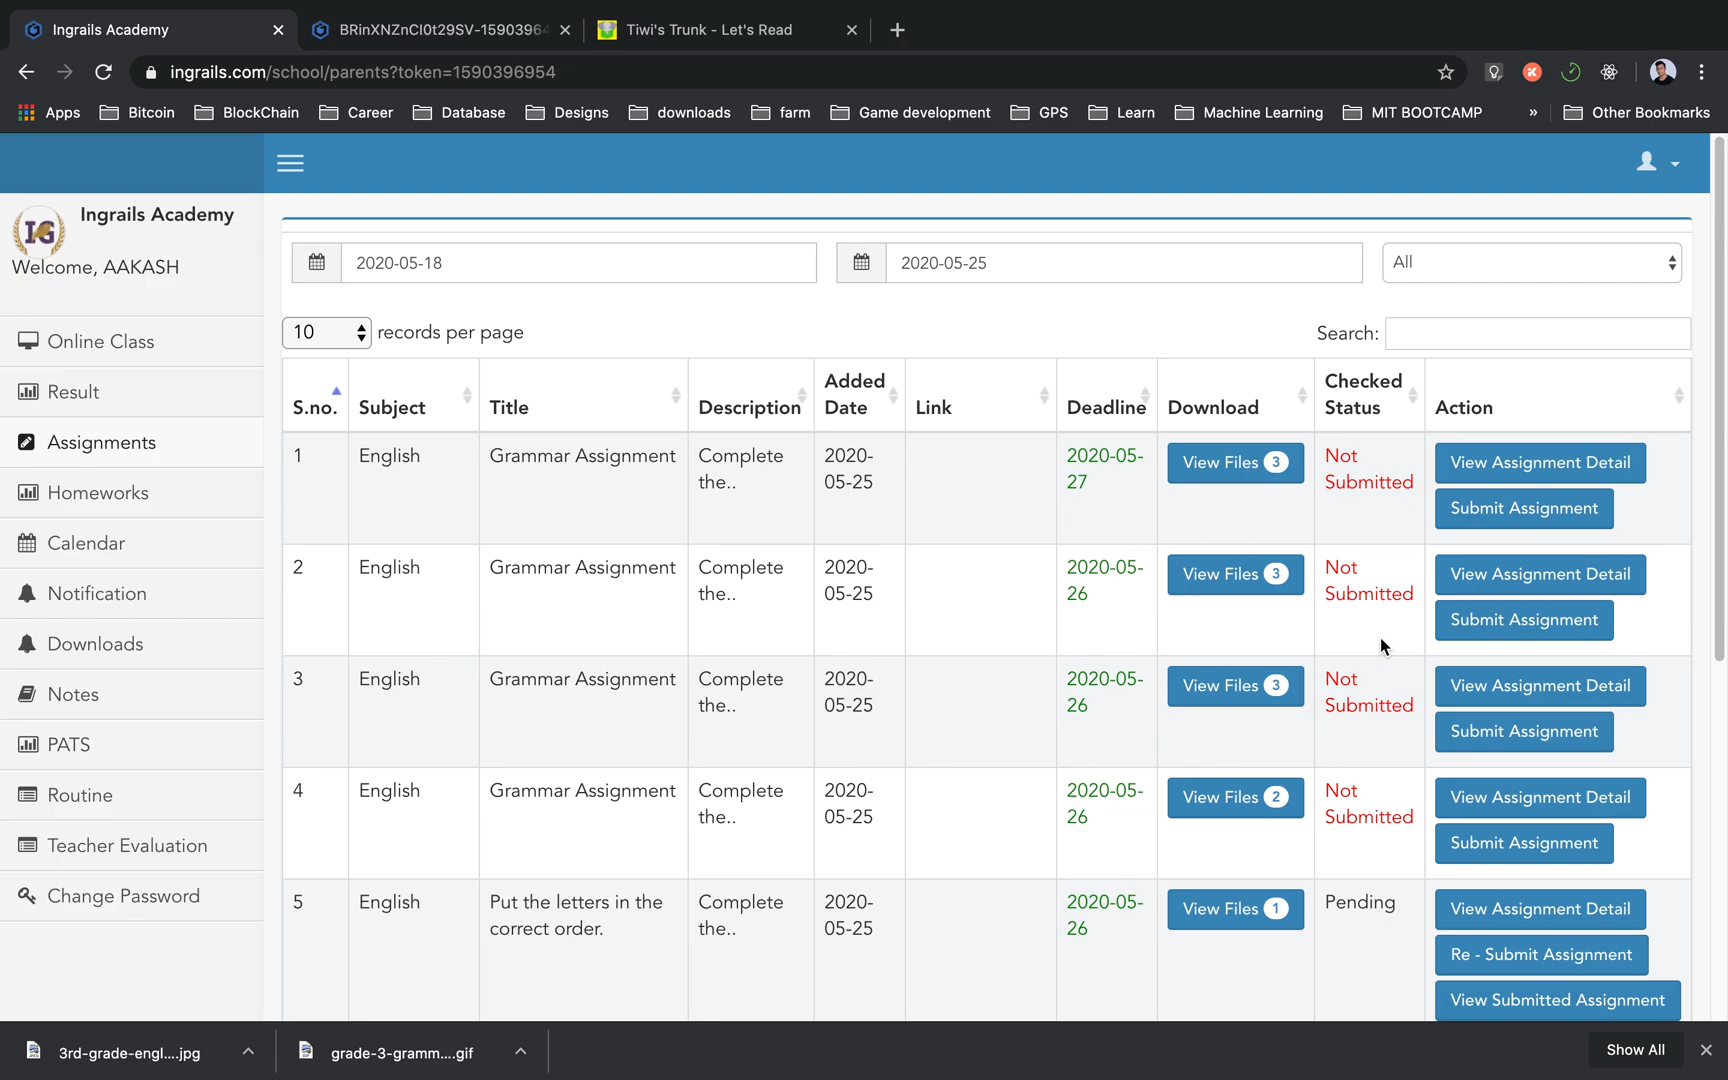 Ingrails Academy
BRinXNZnCI0t29SV-1590396
Tiwi's Trunk - Let's Read
ingrails.com/school/parents?token=1590396954
Apps
Bitcoin
BlockChain
Career
Database
Designs
downloads
farm
Game development
GPS
Learn
Machine Learning
MIT BOOTCAMP
»
Other Bookmarks
IG
Ingrails Academy
Welcome, AAKASH
Online Class
Result
Assignments
Homeworks
Calendar
Notification
Downloads
Notes
PATS
Routine
Teacher Evaluation
Change Password
2020-05-18
2020-05-25
All
10 records per page
Search:
S.no.
Subject
Title
Description
Added
Date
Link
Deadline
Download
Checked
Status
Action
1
English
Grammar Assignment
Complete
the..
2020-
05-25
2020-05-
27
View Files 3
Not
Submitted
View Assignment Detail
Submit Assignment
2
English
Grammar Assignment
Complete
the..
2020-
05-25
2020-05-
26
View Files 3
Not
Submitted
View Assignment Detail
Submit Assignment
3
English
Grammar Assignment
Complete
the..
2020-
05-25
2020-05-
26
View Files 3
Not
Submitted
View Assignment Detail
Submit Assignment
4
English
Grammar Assignment
Complete
the..
2020-
05-25
2020-05-
26
View Files 2
Not
Submitted
View Assignment Detail
Submit Assignment
5
English
Put the letters in the
correct order.
Complete
the..
2020-
05-25
2020-05-
26
View Files 1
Pending
View Assignment Detail
Re - Submit Assignment
View Submitted Assignment
3rd-grade-engl....jpg
grade-3-gramm....gif
Show All